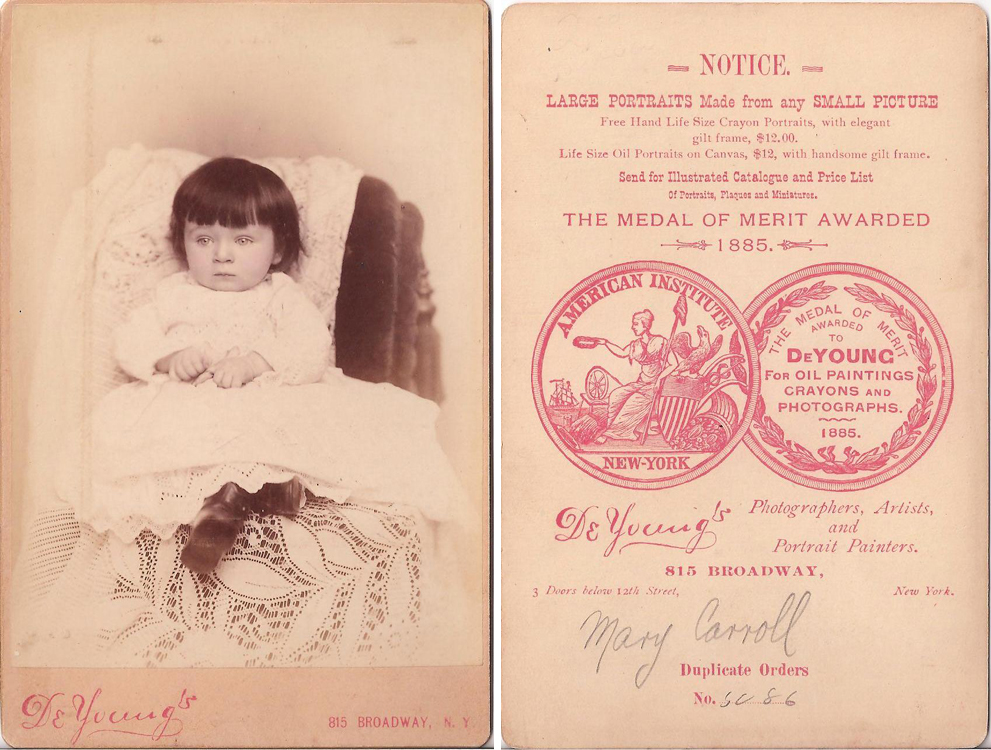 DeYoung's
815 BROADWAY, N. Y.
NOTICE.
LARGE PORTRAITS Made from any SMALL PICTURE
Free Hand Life Size Crayon Portraits, with elegant
gilt frame, $12.00.
Life Size Oil Portraits on Canvas, $12, with handsome gilt frame.
Send for Illustrated Catalogue and Price List
Of Portraits, Plaques and Miniatures.
THE MEDAL OF MERIT AWARDED
1885.
AMERICAN INSTITUTE
NEW-YORK
THE MEDAL OF MERIT
AWARDED
TO
DEYOUNG
FOR OIL PAINTINGS
CRAYONS AND
PHOTOGRAPHS.
1885.
DeYoung's
Photographers, Artists,
and
Portrait Painters.
815 BROADWAY,
3 Doors below 12th Street, New York.
Mary Carroll
Duplicate Orders
No. 5086